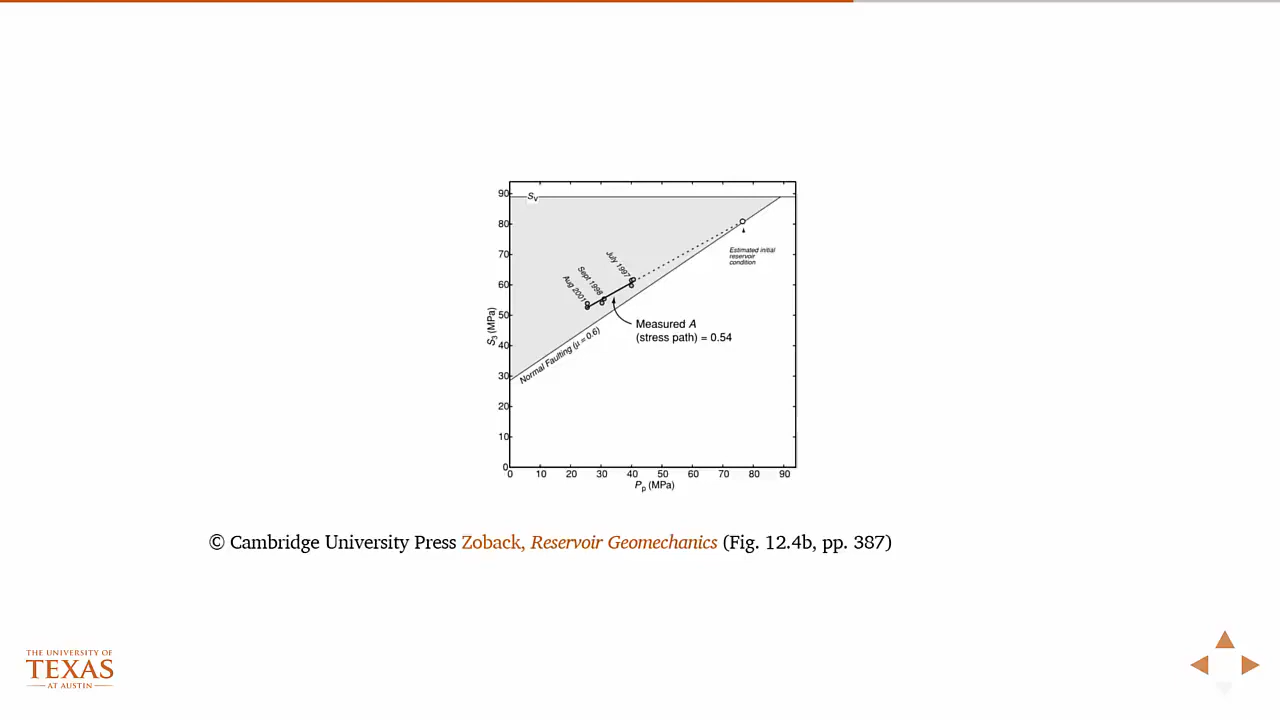 90
Sv
80
70
60
50
40
30
20
10
0
S3 (MPa)
July 1997
Sept 1998
Aug 2001
Estimated initial
reservoir
condition
Measured A
(stress path) = 0.54
Normal Faulting (μ = 0.6)
0 10 20 30 40 50 60 70 80 90
Pp (MPa)
© Cambridge University Press Zoback, Reservoir Geomechanics (Fig. 12.4b, pp. 387)
THE UNIVERSITY OF
TEXAS
AT AUSTIN